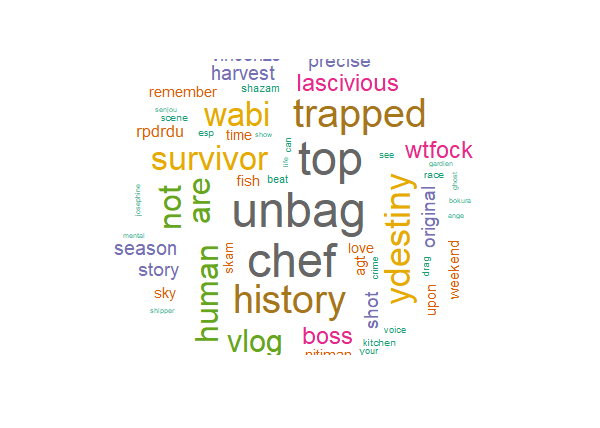 precise
harvest
shazam
lascivious
remember
senjou
scene
wabi
trapped
rpdrdu
esp
time
show
can
wtfock
survivor
top
see
life
gardien
race
fish
beat
ghost
josephine
not
are
unbag
ydestiny
original
bokura
ange
mental
season
human
skam
chef
love
agt
crime
drag
weekend
story
sky
history
shot
upon
shipper
vlog
boss
voice
kitchen
your